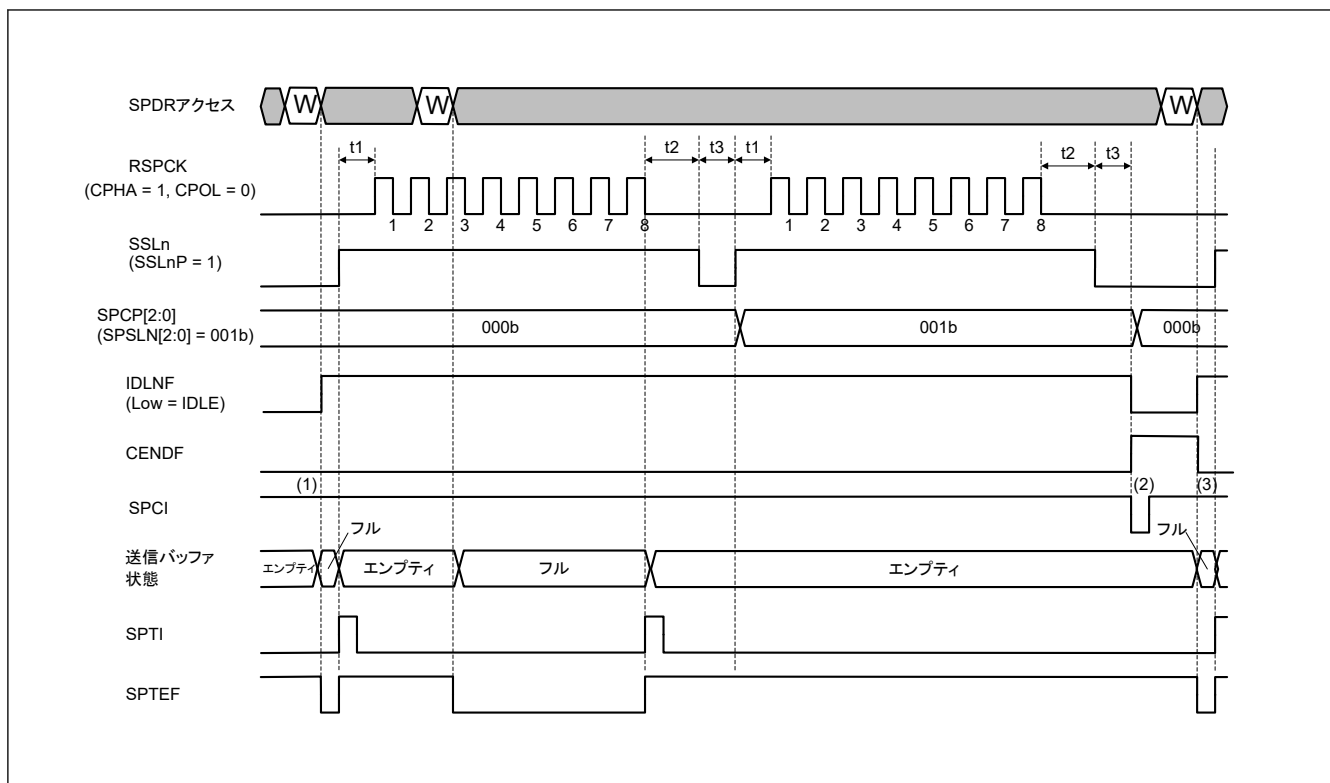 SPDRアクセス
W
W
W
t1
t2
t3
t1
t2
t3
RSPCK
(CPHA = 1, CPOL = 0)
1 2 3 4 5 6 7 8
1 2 3 4 5 6 7 8
SSLn
(SSLnP = 1)
SPCP[2:0]
(SPSLN[2:0] = 001b)
000b
001b
000b
IDLNF
(Low = IDLE)
CENDF
(1)
(2)
(3)
SPCI
フル
フル
送信バッファ
状態
エンプティ
エンプティ
フル
エンプティ
SPTI
SPTEF